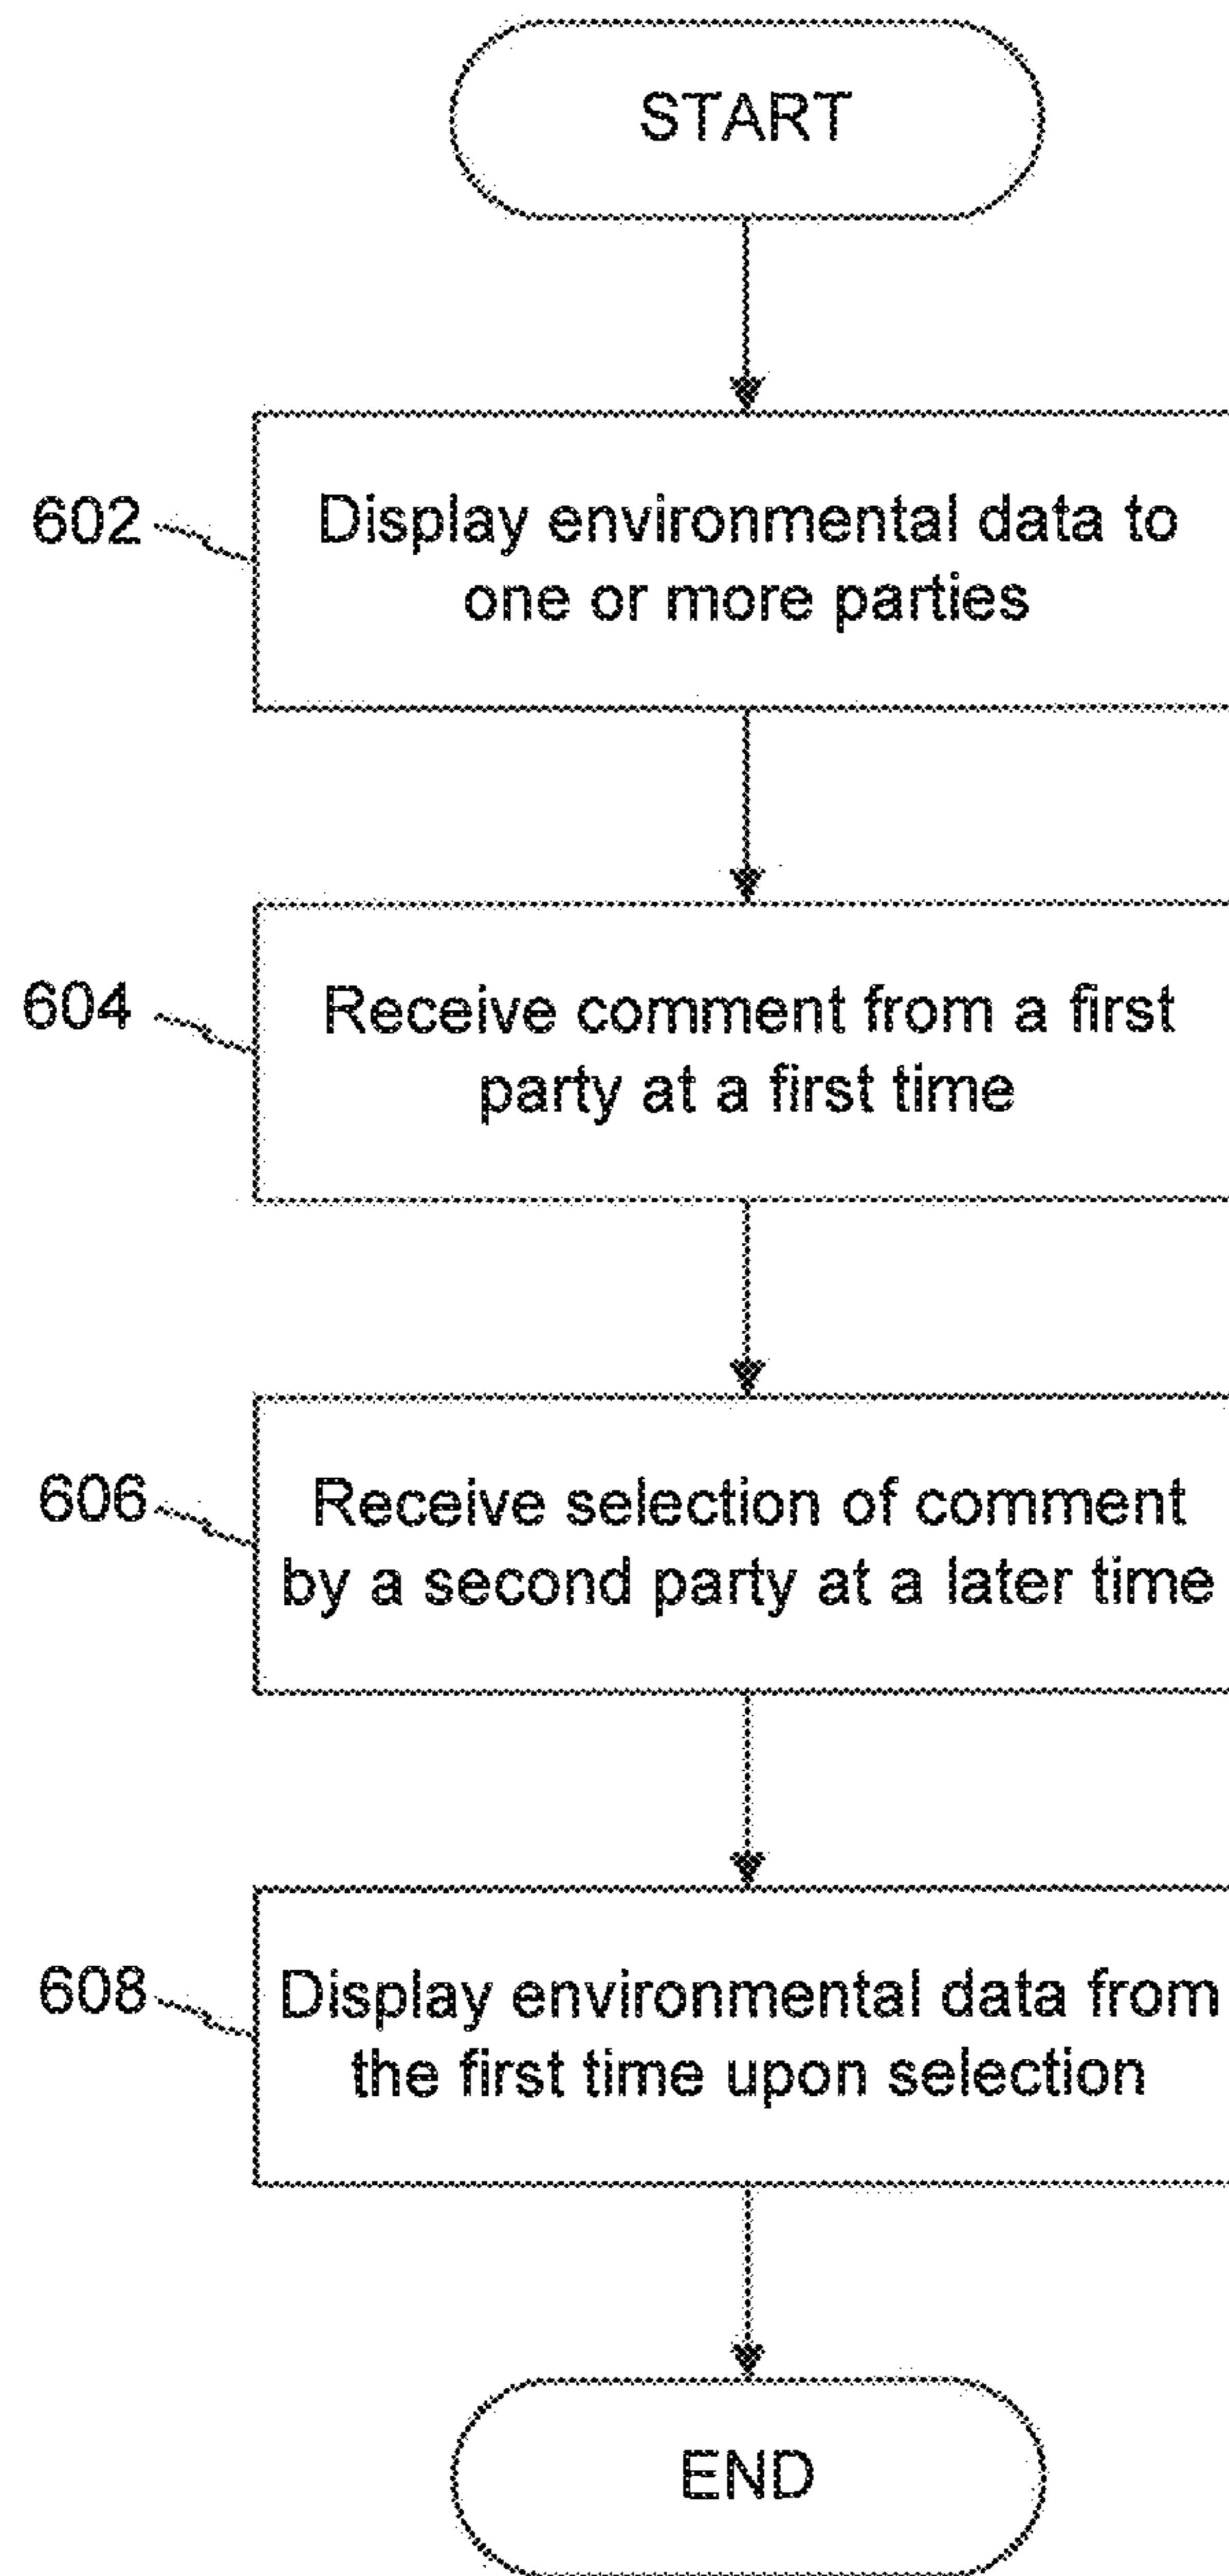 START
602
Display environmental data to
one or more parties
604
Receive comment from a first
party at a first time
606
Receive selection of comment
by a second party at a later time
608
Display environmental data from
the first time upon selection
END